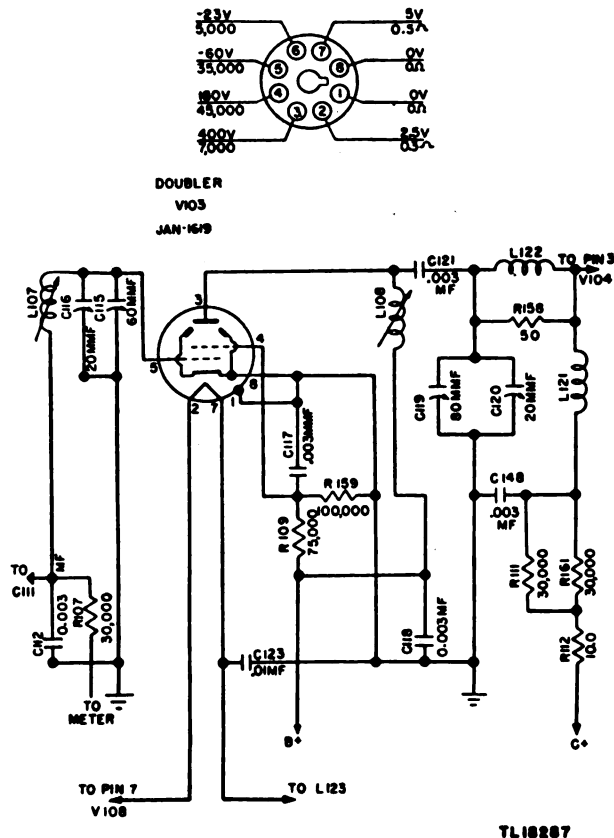 -23V
5,000
5V
0.3∿
-60V
35,000
0V
0Ω
160V
45,000
0V
0Ω
400V
7,000
2.5V
0.3∿
6
7
5
8
4
1
3
2
DOUBLER
V103
JAN-1619
L107
C116
20MMF
C115
60MMF
3
4
5
8
2
7
1
L108
C121
.003
MF
L122
TO PIN 3
V104
R158
50
L121
C119
80MMF
C120
20MMF
C117
.003MMF
R159
100,000
R109
75,000
C148
.003
MF
R111
30,000
R161
30,000
R112
10.0
TO
C111
MF
0.003
C112
R107
30,000
TO
METER
C123
.01MF
C118
0.003MF
B+
C+
TO PIN 7
V108
TO L123
TL18287